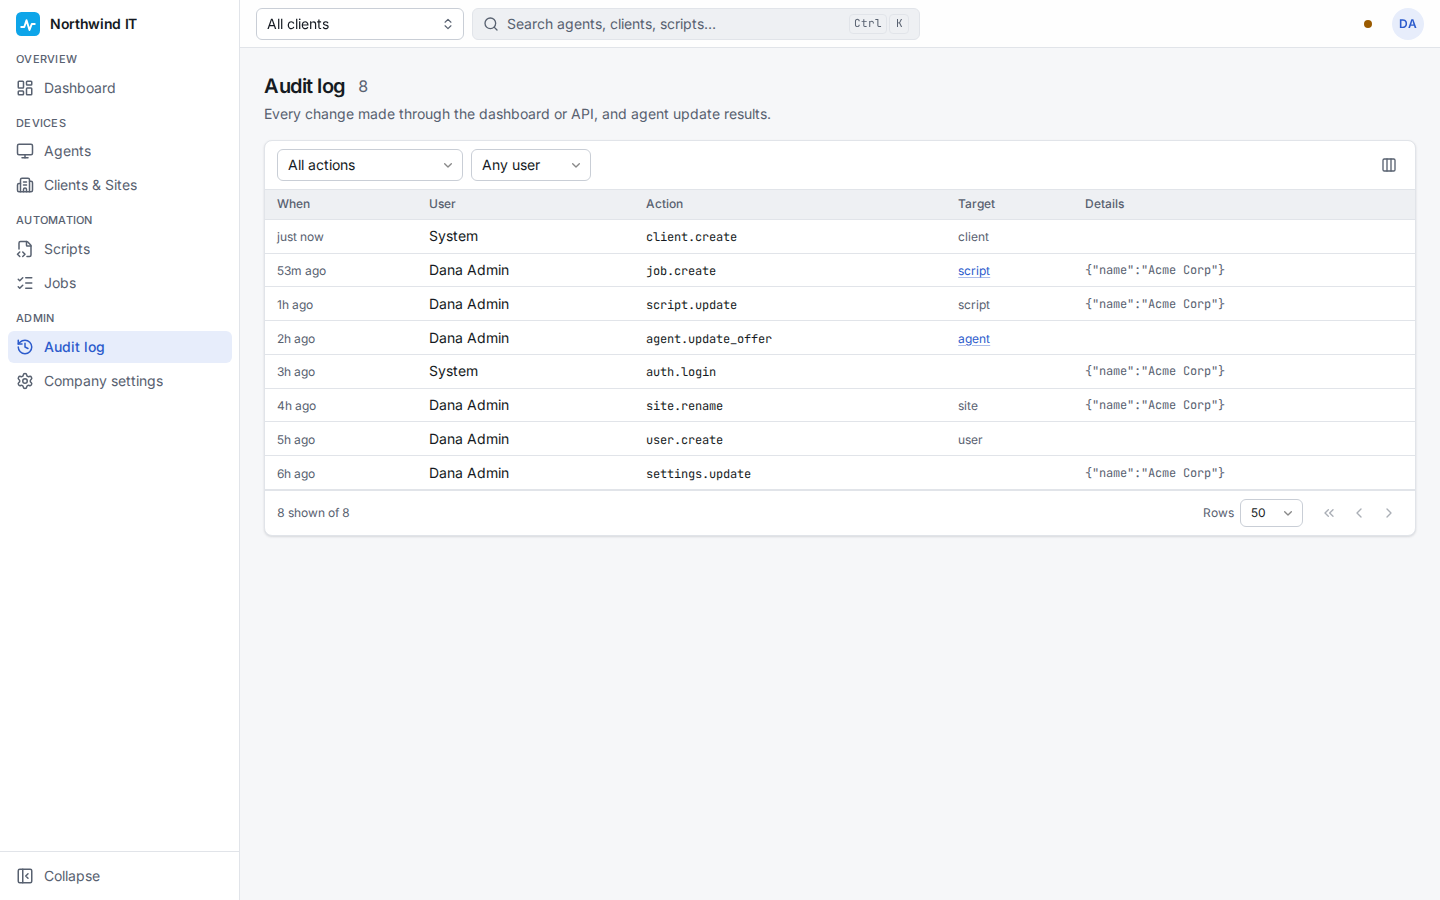 Northwind IT
All clients
Search agents, clients, scripts...
Ctrl K
DA
OVERVIEW
Dashboard
DEVICES
Agents
Clients & Sites
AUTOMATION
Scripts
Jobs
ADMIN
Audit log
Company settings
Collapse
Audit log 8
Every change made through the dashboard or API, and agent update results.
All actions
Any user
When User Action Target Details
just now System client.create client
53m ago Dana Admin job.create script {"name":"Acme Corp"}
1h ago Dana Admin script.update script {"name":"Acme Corp"}
2h ago Dana Admin agent.update_offer agent
3h ago System auth.login {"name":"Acme Corp"}
4h ago Dana Admin site.rename site {"name":"Acme Corp"}
5h ago Dana Admin user.create user
6h ago Dana Admin settings.update {"name":"Acme Corp"}
8 shown of 8
Rows 50